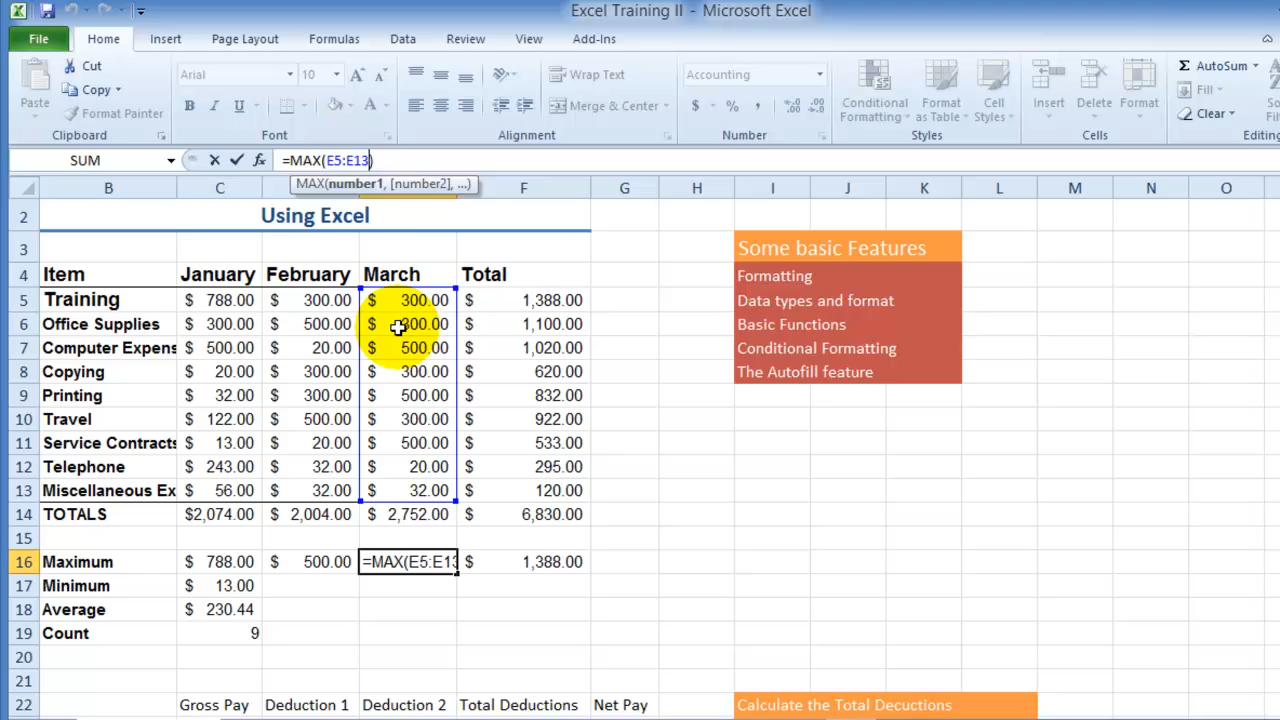 Excel Training II - Microsoft Excel
File Home Insert Page Layout Formulas Data Review View Add-Ins
Cut Arial 10 Wrap Text Accounting AutoSum
Paste Copy Fill
Format Painter B I U Merge & Center $ % , Conditional Formatting Format as Table Cell Styles Insert Delete Format Clear
Clipboard Font Alignment Number Styles Cells Editing
SUM fx =MAX(E5:E13)
MAX(number1, [number2], ...)
B C F G H I J K L M N O
2 Using Excel
3 Some basic Features
4 Item January February March Total Formatting
5 Training $ 788.00 $ 300.00 $ 300.00 $ 1,388.00 Data types and format
6 Office Supplies $ 300.00 $ 500.00 $ 300.00 $ 1,100.00 Basic Functions
7 Computer Expens $ 500.00 $ 20.00 $ 500.00 $ 1,020.00 Conditional Formatting
8 Copying $ 20.00 $ 300.00 $ 300.00 $ 620.00 The Autofill feature
9 Printing $ 32.00 $ 300.00 $ 500.00 $ 832.00
10 Travel $ 122.00 $ 500.00 $ 300.00 $ 922.00
11 Service Contracts $ 13.00 $ 20.00 $ 500.00 $ 533.00
12 Telephone $ 243.00 $ 32.00 $ 20.00 $ 295.00
13 Miscellaneous Ex $ 56.00 $ 32.00 $ 32.00 $ 120.00
14 TOTALS $2,074.00 $ 2,004.00 $ 2,752.00 $ 6,830.00
15
16 Maximum $ 788.00 $ 500.00 =MAX(E5:E13 $ 1,388.00
17 Minimum $ 13.00
18 Average $ 230.44
19 Count 9
20
21
22 Gross Pay Deduction 1 Deduction 2 Total Deductions Net Pay Calculate the Total Decuctions